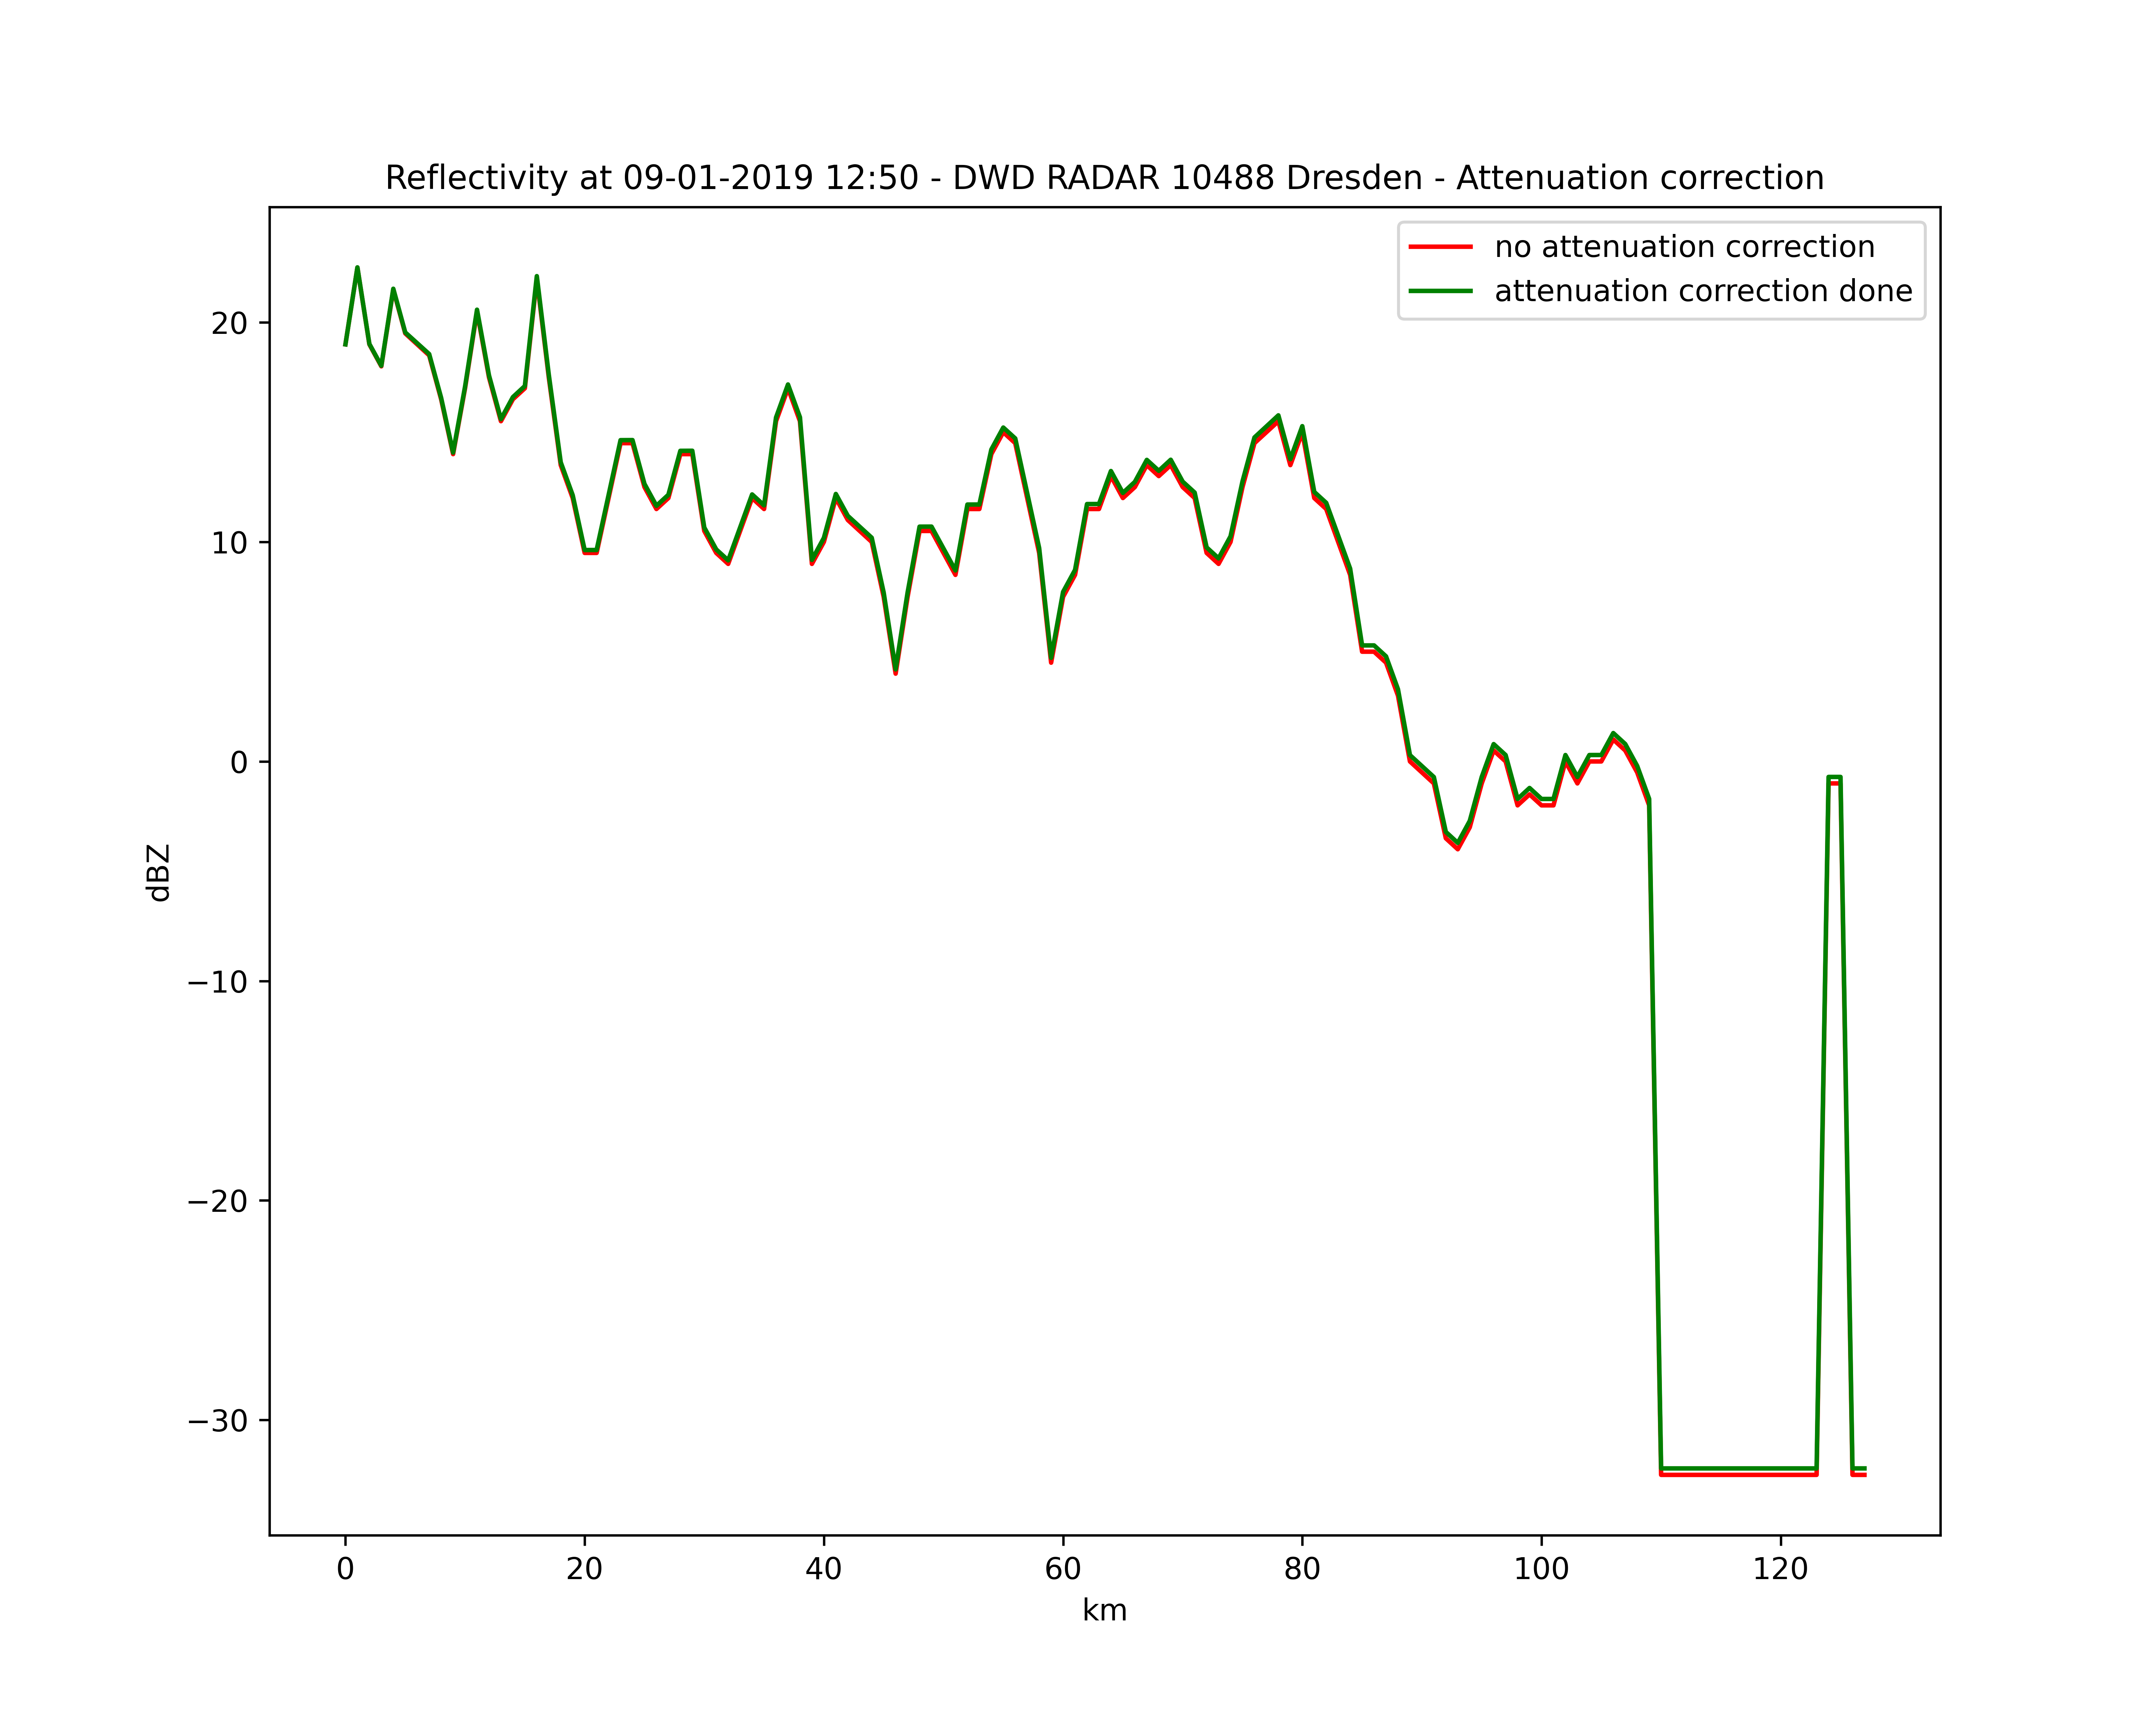 Reflectivity at 09-01-2019 12:50 - DWD RADAR 10488 Dresden - Attenuation correction
no attenuation correction
attenuation correction done
20
10
0
−10
−20
−30
dBZ
0 20 40 60 80 100 120
km